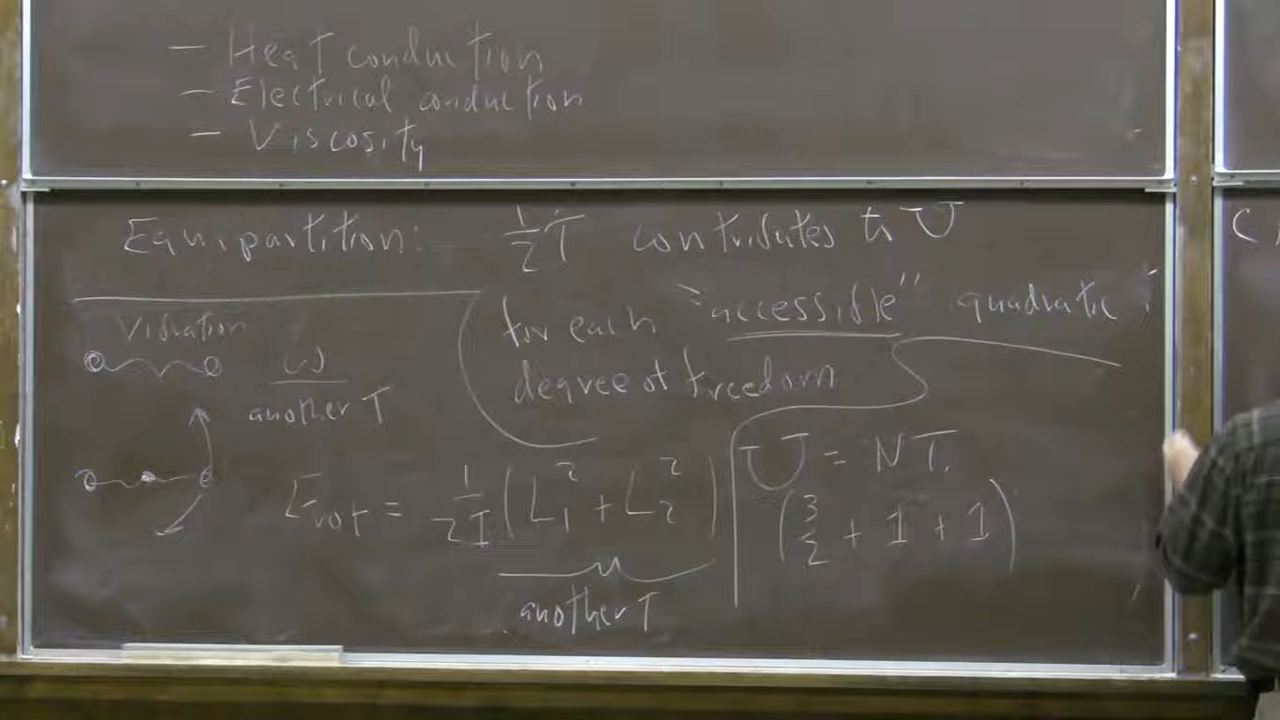 — Heat conduction
— Electrical conduction
— Viscosity
Equipartition: 1/2 T contributes to U
for each "accessible" quadratic
degree of freedom
Vibration
ω
another T
E_rot = 1/2I (L₁² + L₂²)
another T
U = NT.
(3/2 + 1 + 1)
C